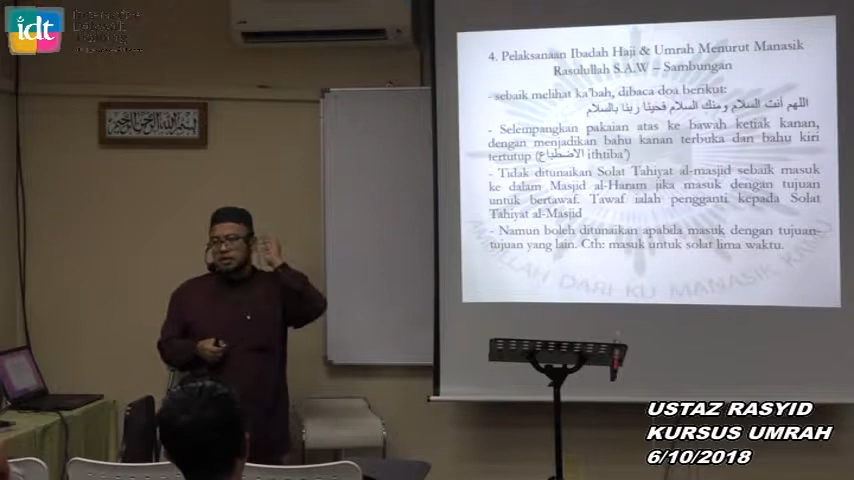 idt
بسم الله الرحمن الرحيم
4. Pelaksanaan Ibadah Haji & Umrah Menurut Manasik
Rasulullah S.A.W – Sambungan
- sebaik melihat ka'bah, dibaca doa berikut:
اللهم أنت السلام ومنك السلام فحينا ربنا بالسلام
- Selempangkan pakaian atas ke bawah ketiak kanan,
dengan menjadikan bahu kanan terbuka dan bahu kiri
tertutup (الاضطباع ithtiba')
- Tidak ditunaikan Solat Tahiyat al-masjid sebaik masuk
ke dalam Masjid al-Haram jika masuk dengan tujuan
untuk bertawaf. Tawaf ialah pengganti kepada Solat
Tahiyat al-Masjid
- Namun boleh ditunaikan apabila masuk dengan tujuan-
tujuan yang lain. Cth: masuk untuk solat lima waktu.
DARI KU MANASIK KAMU
USTAZ RASYID
KURSUS UMRAH
6/10/2018